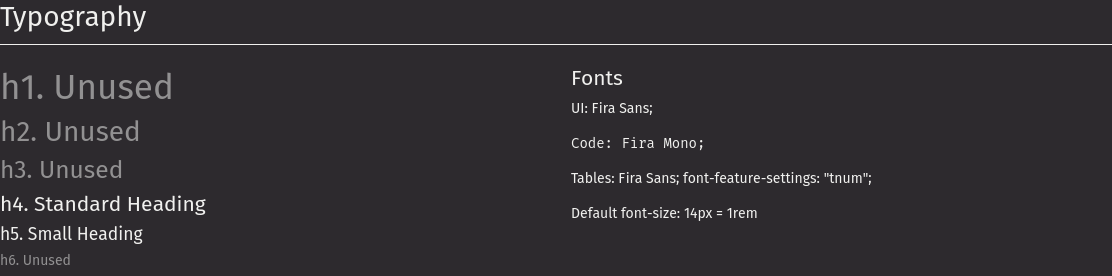 Typography
h1. Unused
h2. Unused
h3. Unused
h4. Standard Heading
h5. Small Heading
h6. Unused
Fonts
UI: Fira Sans;
Code: Fira Mono;
Tables: Fira Sans; font-feature-settings: "tnum";
Default font-size: 14px = 1rem